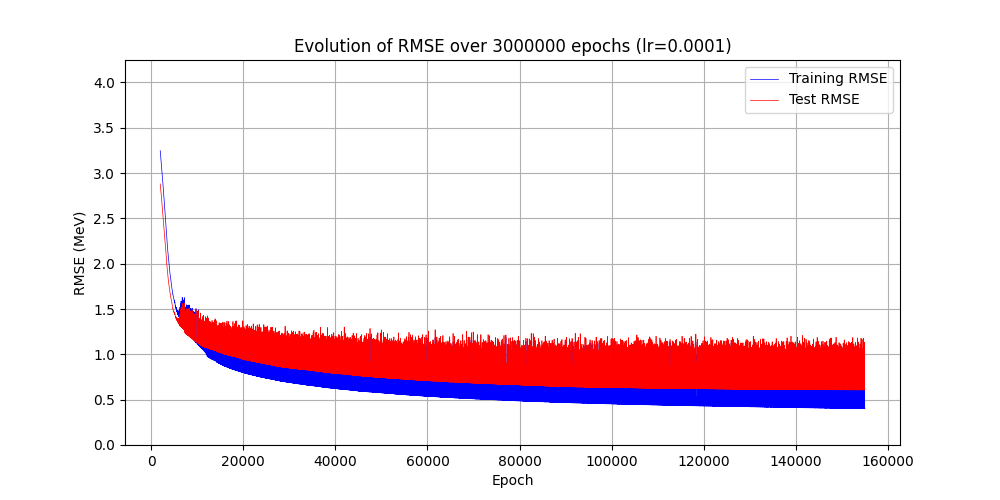 Evolution of RMSE over 3000000 epochs (lr=0.0001)
Training RMSE
Test RMSE
RMSE (MeV)
4.0
3.5
3.0
2.5
2.0
1.5
1.0
0.5
0.0
0 20000 40000 60000 80000 100000 120000 140000 160000
Epoch